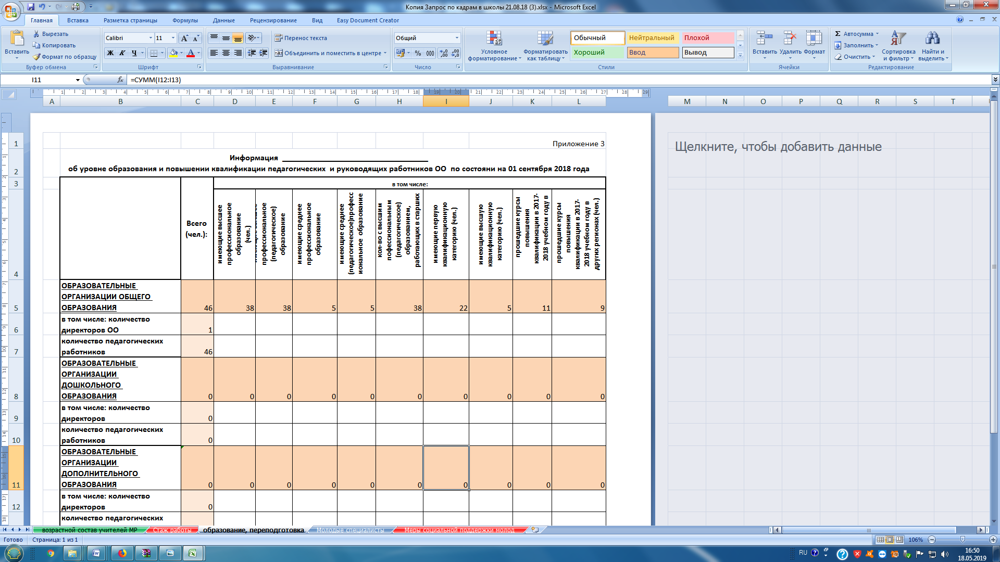 Копия Запрос по кадрам в школы 21.08.18 (3).xlsx - Microsoft Excel
Главная Вставка Разметка страницы Формулы Данные Рецензирование Вид Easy Document Creator
Вставить
Вырезать
Копировать
Формат по образцу
Буфер обмена
Calibri 11
Ж К Ч
Шрифт
Перенос текста
Объединить и поместить в центре
Выравнивание
Общий
% 000
Число
Условное форматирование
Форматировать как таблицу
Обычный Нейтральный Плохой
Хороший Ввод Вывод
Стили
Вставить Удалить Формат
Ячейки
Σ Автосумма
Заполнить
Очистить
Сортировка и фильтр
Найти и выделить
Редактирование
I11 fx =СУММ(I12:I13)
A B C D E F G H I J K L M N O P Q R S T
1 Приложение 3
Щелкните, чтобы добавить данные
Информация
2 об уровне образования и повышении квалификации педагогических и руководящих работников ОО по состояни на 01 сентября 2018 года
3 в том числе:
4
Всего
(чел.):
имеющие высшее
профессиональное
образование
(чел.)
профессиональное
(педагогическое)
образование
имеющие среднее
профессиональное
образование
имеющие среднее
(педагогическое)професс
иональное образование
кол-во с высшим
пофессиональным
(педагогическое)
образованием,
работающих в старших
имеющие первую
квалификационную
категорию (чел.)
имеющие высшую
квалификационную
категорию (чел.)
прошедшие курсы
повышения
квалификации в 2017-
2018 учебном году в
прошедшие курсы
повышения
квалификации в 2017-
2018 учебном году в
других регионах (чел.)
ОБРАЗОВАТЕЛЬНЫЕ
ОРГАНИЗАЦИИ ОБЩЕГО
5 ОБРАЗОВАНИЯ 46 38 38 5 5 38 22 5 11 9
в том числе: количество
6 директоров ОО 1
количество педагогических
7 работников 46
ОБРАЗОВАТЕЛЬНЫЕ
ОРГАНИЗАЦИИ
ДОШКОЛЬНОГО
8 ОБРАЗОВАНИЯ 0 0 0 0 0 0 0 0 0 0
в том числе: количество
9 директоров 0
количество педагогических
10 работников 0
ОБРАЗОВАТЕЛЬНЫЕ
ОРГАНИЗАЦИИ
ДОПОЛНИТЕЛЬНОГО
11 ОБРАЗОВАНИЯ 0 0 0 0 0 0 0 0 0 0
в том числе: количество
12 директоров 0
количество педагогических
возрастной состав учителей МР Стаж работы образование, переподготовка Молодые специалисты Меры социальной поддержки молод
Готово Страница: 1 из 1 106%
RU 16:50
18.05.2019